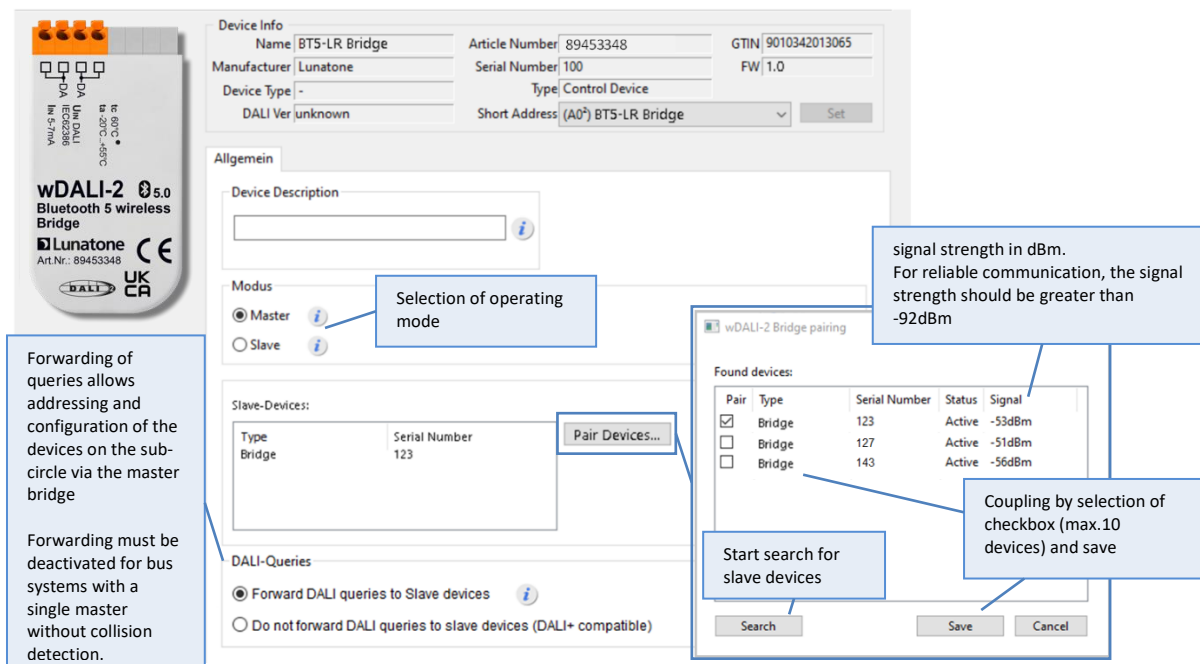 DA
DA
IN 5-7mA
IEC62386
UIN DALI
ta -20°C...+55°C
tc 60°C
wDALI-2 5.0
Bluetooth 5 wireless
Bridge
Lunatone
Art.Nr.: 89453348
CE
DALI 2
UK
CA
Device Info
Name BT5-LR Bridge Article Number 89453348 GTIN 9010342013065
Manufacturer Lunatone Serial Number 100 FW 1.0
Device Type - Type Control Device
DALI Ver unknown Short Address (A0²) BT5-LR Bridge Set
Allgemein
Device Description
i
Modus
Master i
Slave i
Selection of operating
mode
signal strength in dBm.
For reliable communication, the signal
strength should be greater than
-92dBm
Forwarding of
queries allows
addressing and
configuration of the
devices on the sub-
circle via the master
bridge
Forwarding must be
deactivated for bus
systems with a
single master
without collision
detection.
Slave-Devices:
Type Serial Number
Bridge 123
Pair Devices...
DALI-Queries
Forward DALI queries to Slave devices i
Do not forward DALI queries to slave devices (DALI+ compatible)
wDALI-2 Bridge pairing
Found devices:
Pair Type Serial Number Status Signal
Bridge 123 Active -53dBm
Bridge 127 Active -51dBm
Bridge 143 Active -56dBm
Coupling by selection of
checkbox (max.10
devices) and save
Start search for
slave devices
Search Save Cancel